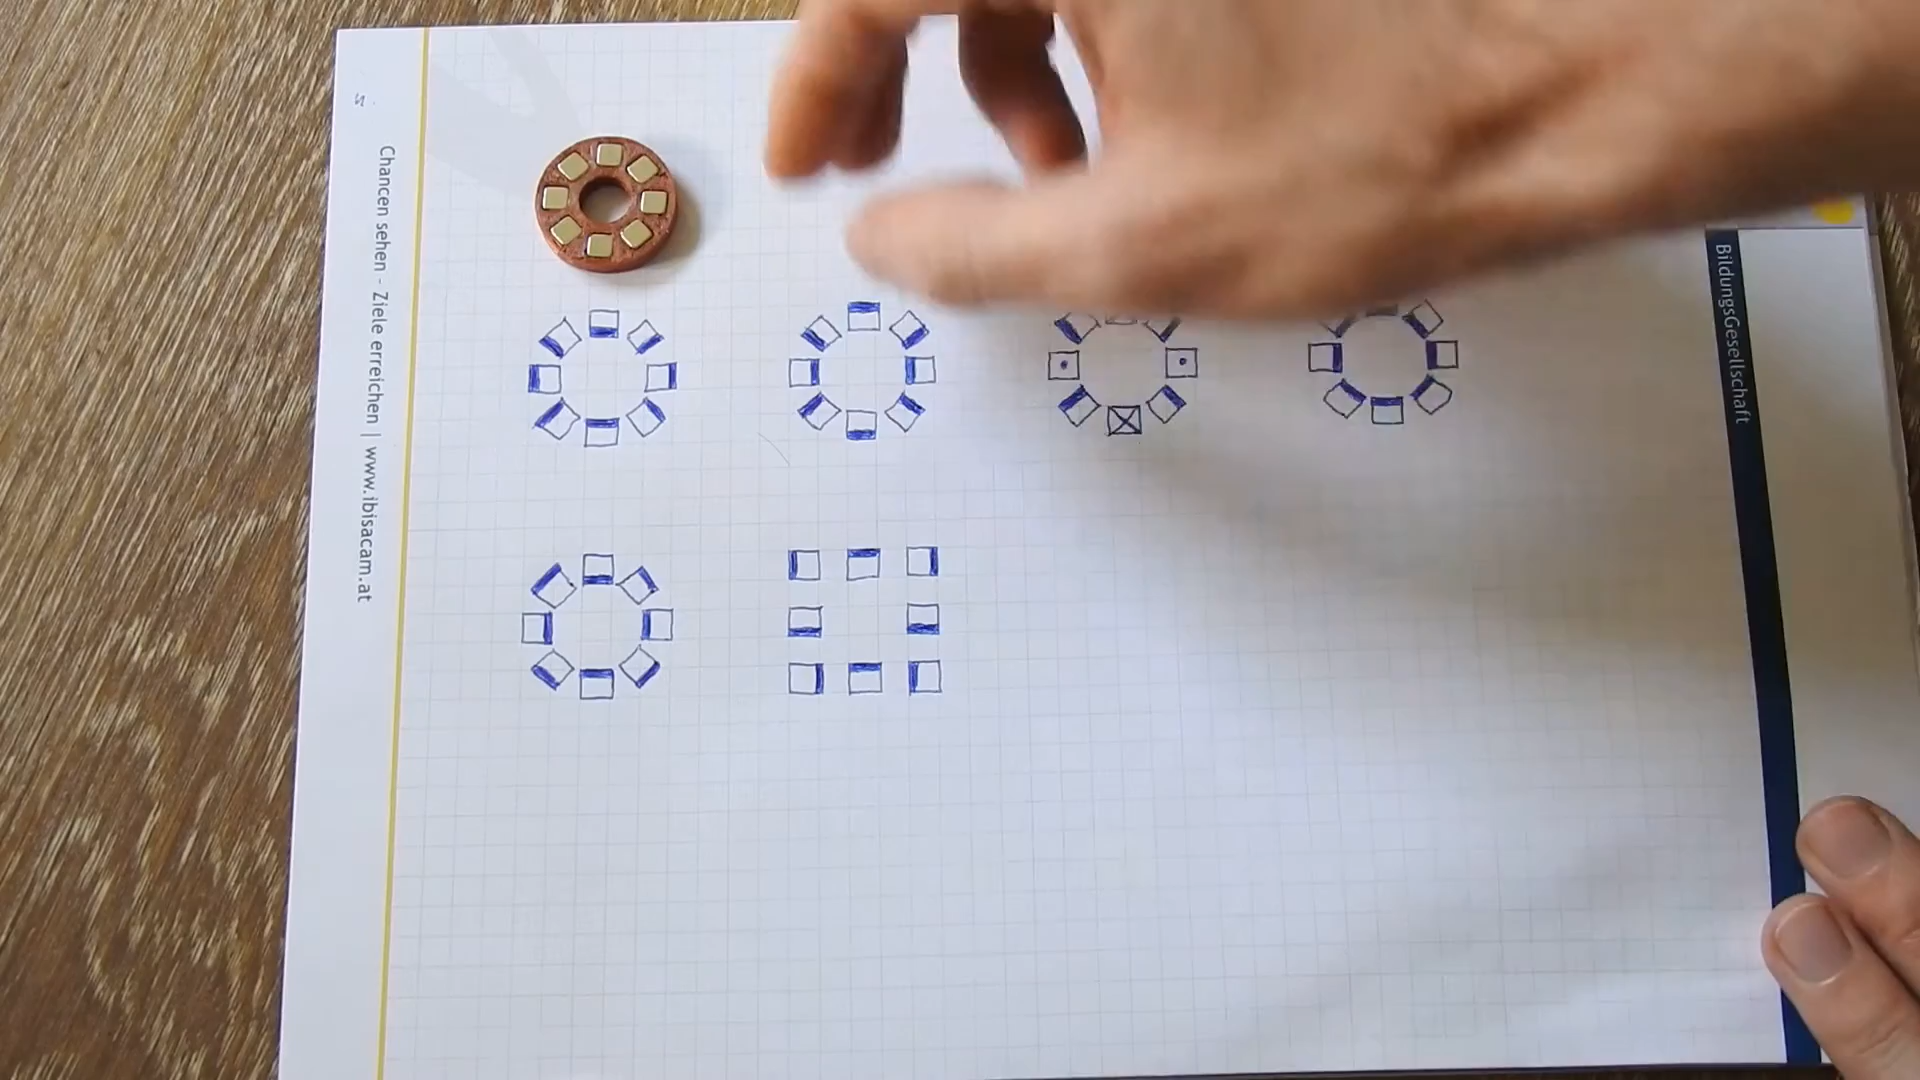 Chancen sehen - Ziele erreichen | www.ibisacam.at
BildungsGesellschaft